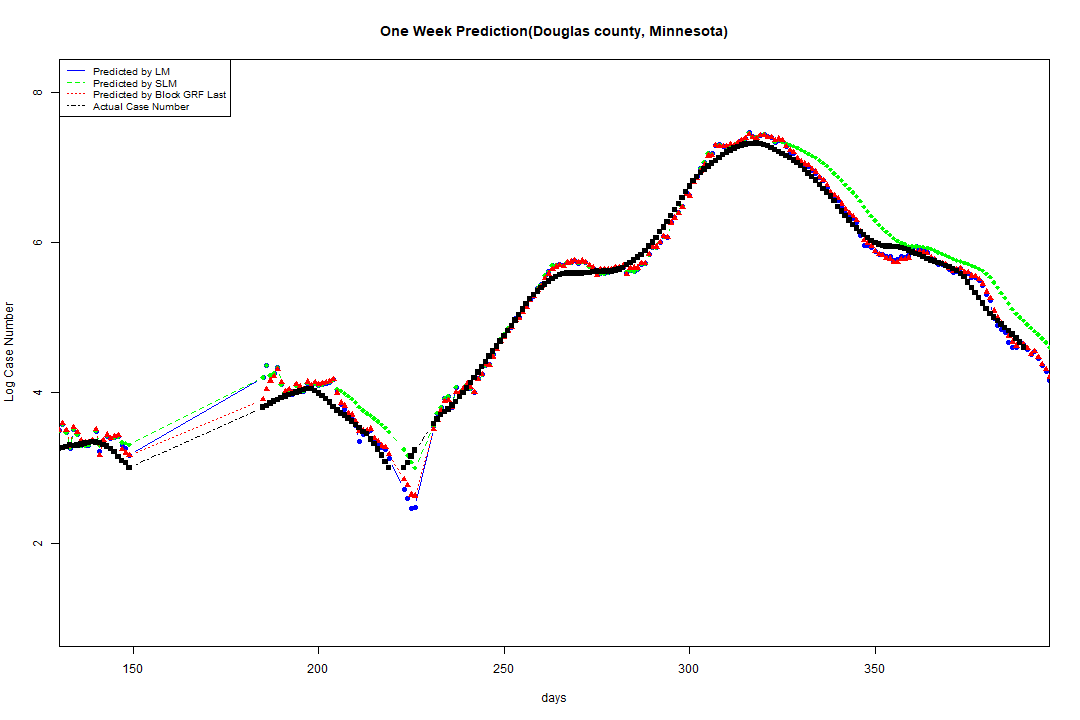 One Week Prediction(Douglas county, Minnesota)
Predicted by LM
Predicted by SLM
Predicted by Block GRF Last
Actual Case Number
8
6
4
2
Log Case Number
150 200 250 300 350
days